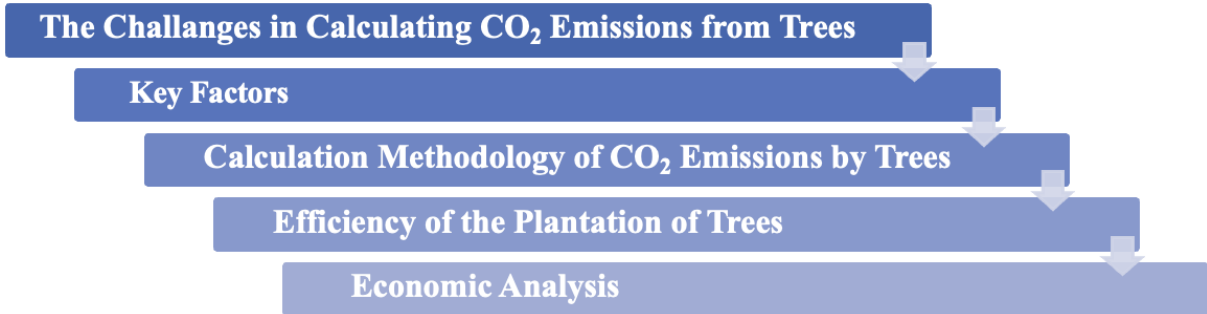 The Challanges in Calculating CO₂ Emissions from Trees
Key Factors
Calculation Methodology of CO₂ Emissions by Trees
Efficiency of the Plantation of Trees
Economic Analysis